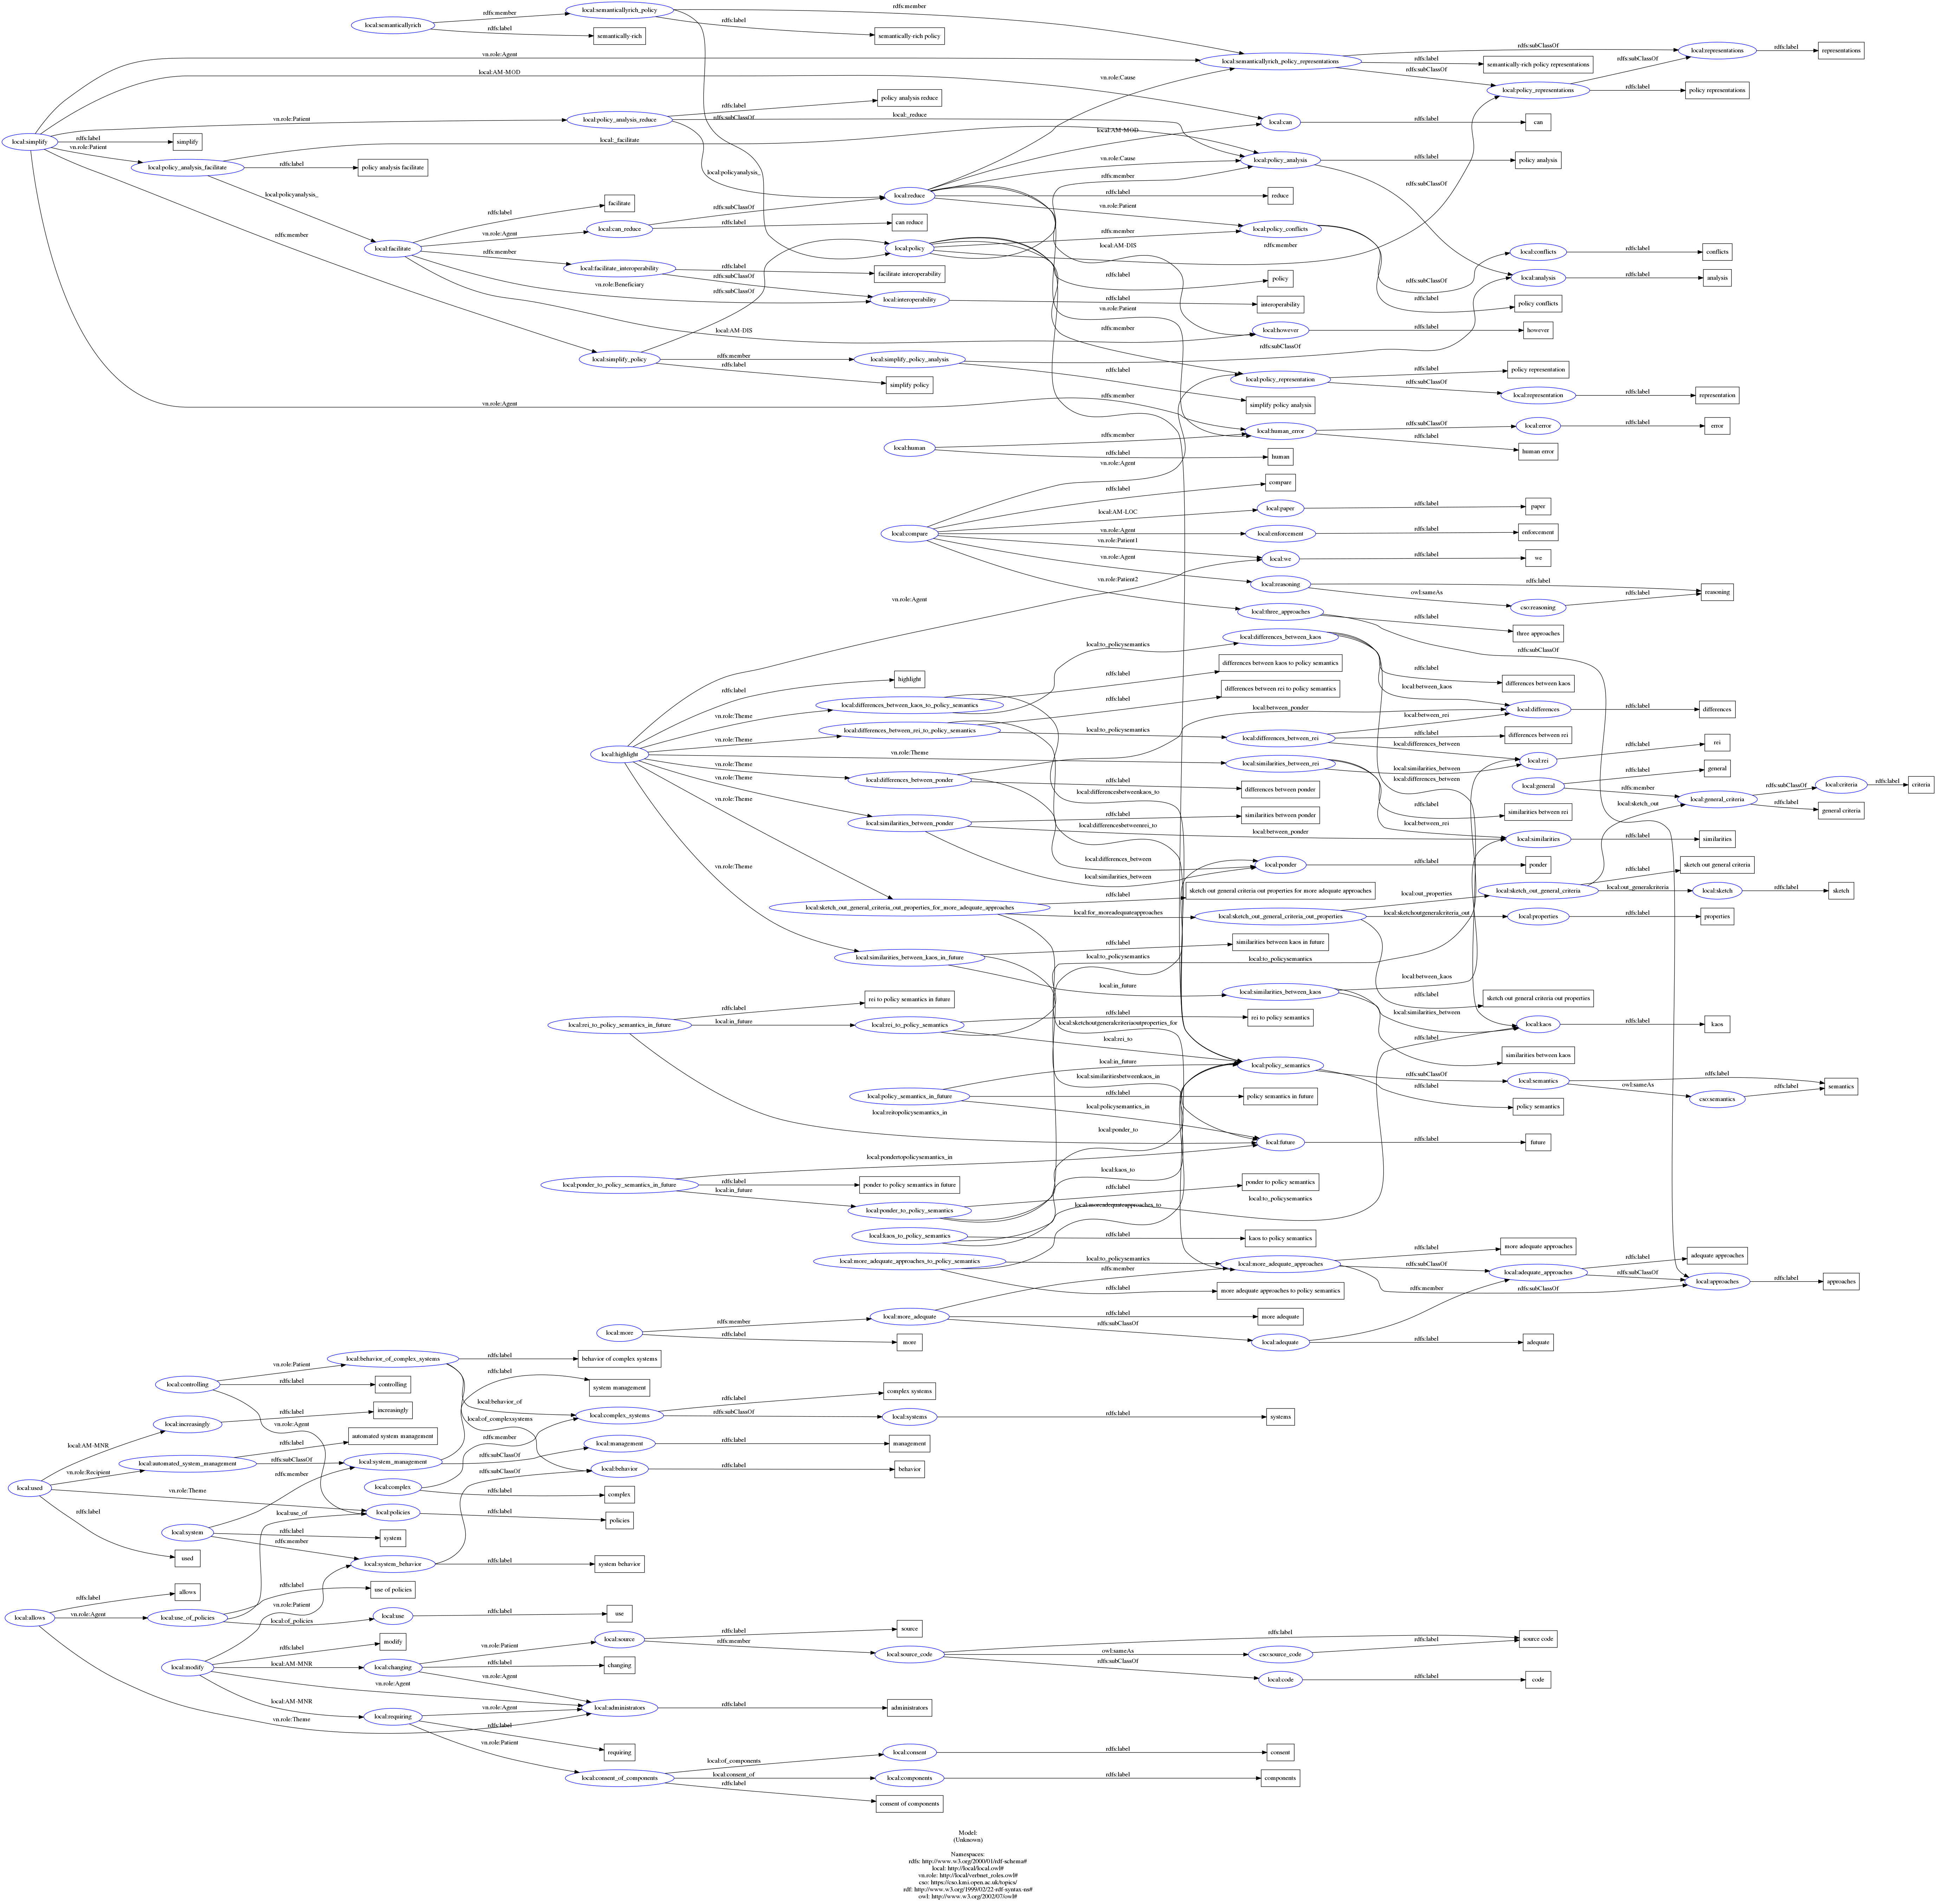 local:semanticallyrich
rdfs:member
local:semanticallyrich_policy
rdfs:label
semantically-rich
rdfs:member
rdfs:label
semantically-rich policy
vn.role:Agent
local:semanticallyrich_policy_representations
rdfs:subClassOf
local:representations
rdfs:label
representations
rdfs:label
semantically-rich policy representations
rdfs:subClassOf
rdfs:subClassOf
local:AM-MOD
vn.role:Cause
local:policy_representations
rdfs:label
policy representations
local:simplify
vn.role:Patient
local:policy_analysis_reduce
rdfs:label
policy analysis reduce
rdfs:subClassOf
local:_reduce
local:can
rdfs:label
can
rdfs:label
simplify
vn.role:Patient
local:policy_analysis_facilitate
local:_facilitate
rdfs:label
policy analysis facilitate
local:AM-MOD
vn.role:Cause
local:policy_analysis
rdfs:label
policy analysis
local:policyanalysis_
local:policyanalysis_
local:reduce
rdfs:member
rdfs:label
reduce
rdfs:subClassOf
rdfs:label
facilitate
rdfs:subClassOf
vn.role:Patient
rdfs:member
local:facilitate
vn.role:Agent
local:can_reduce
rdfs:label
can reduce
local:policy
rdfs:member
local:policy_conflicts
local:AM-DIS
rdfs:member
local:conflicts
rdfs:label
conflicts
rdfs:member
local:facilitate_interoperability
rdfs:label
facilitate interoperability
rdfs:subClassOf
rdfs:label
policy
rdfs:subClassOf
local:analysis
rdfs:label
analysis
vn.role:Beneficiary
rdfs:subClassOf
local:interoperability
rdfs:label
interoperability
rdfs:label
policy conflicts
vn.role:Patient
local:AM-DIS
rdfs:member
local:however
rdfs:label
however
local:simplify_policy
rdfs:member
local:simplify_policy_analysis
rdfs:subClassOf
rdfs:label
simplify policy
rdfs:label
simplify policy analysis
local:policy_representation
rdfs:label
policy representation
rdfs:subClassOf
local:representation
rdfs:label
representation
vn.role:Agent
rdfs:member
local:human
rdfs:member
local:human_error
rdfs:subClassOf
local:error
rdfs:label
error
rdfs:label
human error
rdfs:label
human
vn.role:Agent
rdfs:label
compare
local:compare
local:AM-LOC
local:paper
rdfs:label
paper
vn.role:Agent
local:enforcement
rdfs:label
enforcement
vn.role:Patient1
local:we
rdfs:label
we
vn.role:Agent
local:reasoning
rdfs:label
reasoning
owl:sameAs
cso:reasoning
rdfs:label
vn.role:Patient2
local:three_approaches
rdfs:label
three approaches
rdfs:subClassOf
vn.role:Agent
local:highlight
rdfs:label
highlight
vn.role:Theme
local:differences_between_kaos_to_policy_semantics
local:to_policysemantics
local:differences_between_kaos
rdfs:label
differences between kaos to policy semantics
rdfs:label
differences between kaos
local:between_kaos
vn.role:Theme
local:differences_between_rei_to_policy_semantics
rdfs:label
differences between rei to policy semantics
local:to_policysemantics
local:differences_between_rei
local:between_ponder
local:between_rei
local:differences
rdfs:label
differences
rdfs:label
differences between rei
local:differences_between
vn.role:Theme
local:similarities_between_rei
local:similarities_between
local:rei
rdfs:label
rei
vn.role:Theme
local:differences_between_ponder
rdfs:label
differences between ponder
local:differencesbetweenkaos_to
local:differences_between
rdfs:label
similarities between rei
local:between_rei
local:general
rdfs:label
general
rdfs:member
local:general_criteria
rdfs:subClassOf
local:criteria
rdfs:label
criteria
rdfs:label
general criteria
local:sketch_out
vn.role:Theme
local:similarities_between_ponder
rdfs:label
similarities between ponder
local:differencesbetweenrei_to
local:between_ponder
local:similarities
rdfs:label
similarities
vn.role:Theme
local:differences_between
local:similarities_between
local:ponder
rdfs:label
ponder
vn.role:Theme
local:sketch_out_general_criteria_out_properties_for_more_adequate_approaches
rdfs:label
sketch out general criteria out properties for more adequate approaches
local:for_moreadequateapproaches
local:sketch_out_general_criteria_out_properties
local:out_properties
local:sketch_out_general_criteria
rdfs:label
sketch out general criteria
local:out_generalcriteria
local:sketch
rdfs:label
sketch
local:sketchoutgeneralcriteria_out
local:properties
rdfs:label
properties
local:similarities_between_kaos_in_future
rdfs:label
similarities between kaos in future
local:to_policysemantics
local:to_policysemantics
local:in_future
local:similarities_between_kaos
local:between_kaos
rdfs:label
sketch out general criteria out properties
local:similarities_between
local:kaos
rdfs:label
kaos
rdfs:label
similarities between kaos
local:rei_to_policy_semantics_in_future
rdfs:label
rei to policy semantics in future
local:in_future
local:rei_to_policy_semantics
rdfs:label
rei to policy semantics
local:sketchoutgeneralcriteriaoutproperties_for
local:rei_to
local:in_future
local:policy_semantics
rdfs:subClassOf
local:semantics
rdfs:label
semantics
owl:sameAs
cso:semantics
rdfs:label
rdfs:label
policy semantics
local:similaritiesbetweenkaos_in
local:policy_semantics_in_future
rdfs:label
policy semantics in future
local:policysemantics_in
local:reitopolicysemantics_in
local:ponder_to
local:future
rdfs:label
future
local:pondertopolicysemantics_in
local:ponder_to_policy_semantics_in_future
rdfs:label
ponder to policy semantics in future
local:in_future
local:ponder_to_policy_semantics
local:kaos_to
rdfs:label
ponder to policy semantics
local:moreadequateapproaches_to
local:to_policysemantics
local:kaos_to_policy_semantics
rdfs:label
kaos to policy semantics
local:more_adequate_approaches_to_policy_semantics
local:to_policysemantics
local:more_adequate_approaches
rdfs:label
more adequate approaches
rdfs:subClassOf
local:adequate_approaches
rdfs:label
adequate approaches
rdfs:subClassOf
local:approaches
rdfs:label
approaches
rdfs:member
rdfs:label
more adequate approaches to policy semantics
rdfs:member
rdfs:subClassOf
local:more
rdfs:member
local:more_adequate
rdfs:label
more adequate
rdfs:label
more
rdfs:subClassOf
local:adequate
rdfs:label
adequate
local:controlling
vn.role:Patient
local:behavior_of_complex_systems
rdfs:label
behavior of complex systems
rdfs:label
controlling
rdfs:label
system management
local:behavior_of
local:increasingly
rdfs:label
increasingly
vn.role:Agent
local:of_complexsystems
local:complex_systems
rdfs:label
complex systems
rdfs:subClassOf
local:systems
rdfs:label
systems
local:AM-MNR
rdfs:label
automated system management
rdfs:member
local:management
rdfs:label
management
vn.role:Recipient
local:automated_system_management
rdfs:subClassOf
local:system_management
rdfs:subClassOf
rdfs:member
rdfs:subClassOf
local:behavior
rdfs:label
behavior
local:used
vn.role:Theme
local:complex
rdfs:label
complex
local:use_of
local:policies
rdfs:label
policies
rdfs:label
used
local:system
rdfs:label
system
rdfs:member
local:system_behavior
rdfs:label
system behavior
rdfs:label
allows
rdfs:label
use of policies
local:allows
vn.role:Agent
local:use_of_policies
vn.role:Patient
local:of_policies
local:use
rdfs:label
use
rdfs:label
modify
vn.role:Patient
local:source
rdfs:label
source
rdfs:member
local:source_code
rdfs:label
source code
owl:sameAs
cso:source_code
rdfs:label
local:modify
local:AM-MNR
local:changing
rdfs:label
changing
vn.role:Agent
rdfs:subClassOf
local:code
rdfs:label
code
vn.role:Agent
local:AM-MNR
vn.role:Agent
local:administrators
rdfs:label
administrators
vn.role:Theme
local:requiring
rdfs:label
requiring
vn.role:Patient
local:of_components
local:consent
rdfs:label
consent
local:consent_of_components
local:consent_of
local:components
rdfs:label
components
rdfs:label
consent of components
Model:
(Unknown)
Namespaces:
rdfs: http://www.w3.org/2000/01/rdf-schema#
local: http://local/local.owl#
vn.role: http://local/verbnet_roles.owl#
cso: https://cso.kmi.open.ac.uk/topics/
rdf: http://www.w3.org/1999/02/22-rdf-syntax-ns#
owl: http://www.w3.org/2002/07/owl#